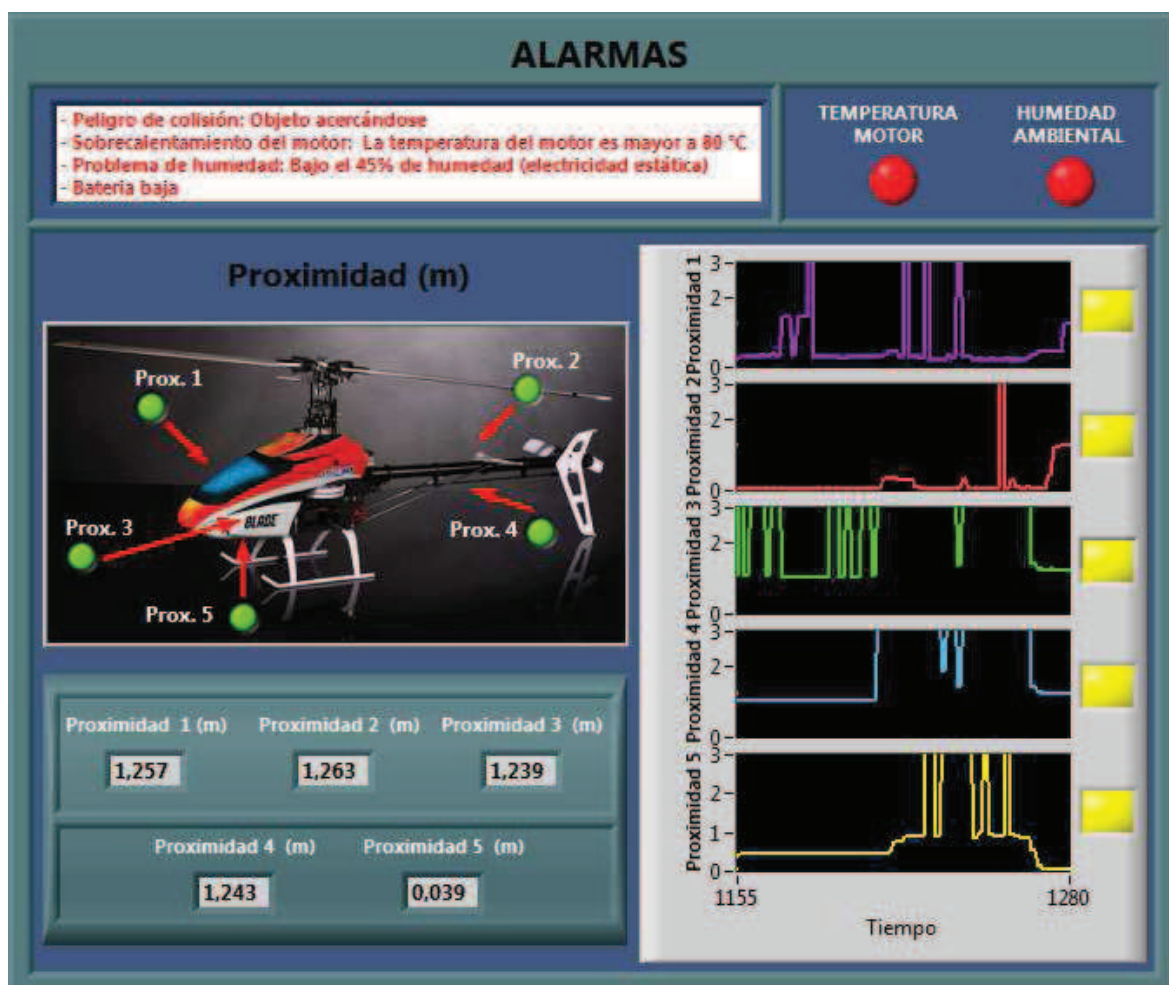 ALARMAS
- Peligro de colisión: Objeto acercándose
- Sobrecalentamiento del motor: La temperatura del motor es mayor a 80 °C
- Problema de humedad: Bajo el 45% de humedad (electricidad estática)
- Bateria baja
TEMPERATURA
MOTOR
HUMEDAD
AMBIENTAL
Proximidad (m)
Prox. 1
Prox. 2
Prox. 3
Prox. 4
Prox. 5
BLADE
Proximidad 1 (m)
Proximidad 2 (m)
Proximidad 3 (m)
1,257
1,263
1,239
Proximidad 4 (m)
Proximidad 5 (m)
1,243
0,039
Proximidad 1
3
2
0
Proximidad 2
3
2
0
Proximidad 3
3
2
0
Proximidad 4
3
2
0
Proximidad 5
3
2
1
0
1155
1280
Tiempo